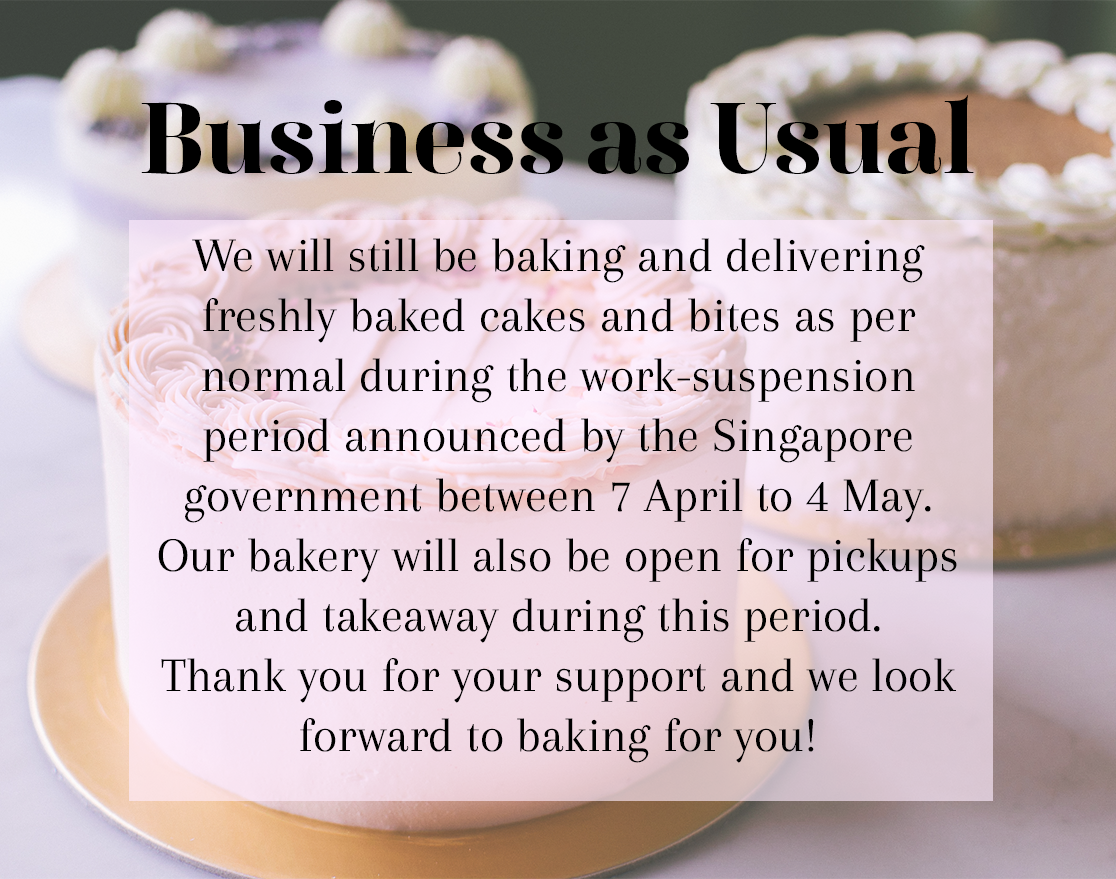 Business as Usual
We will still be baking and delivering
freshly baked cakes and bites as per
normal during the work-suspension
period announced by the Singapore
government between 7 April to 4 May.
Our bakery will also be open for pickups
and takeaway during this period.
Thank you for your support and we look
forward to baking for you!